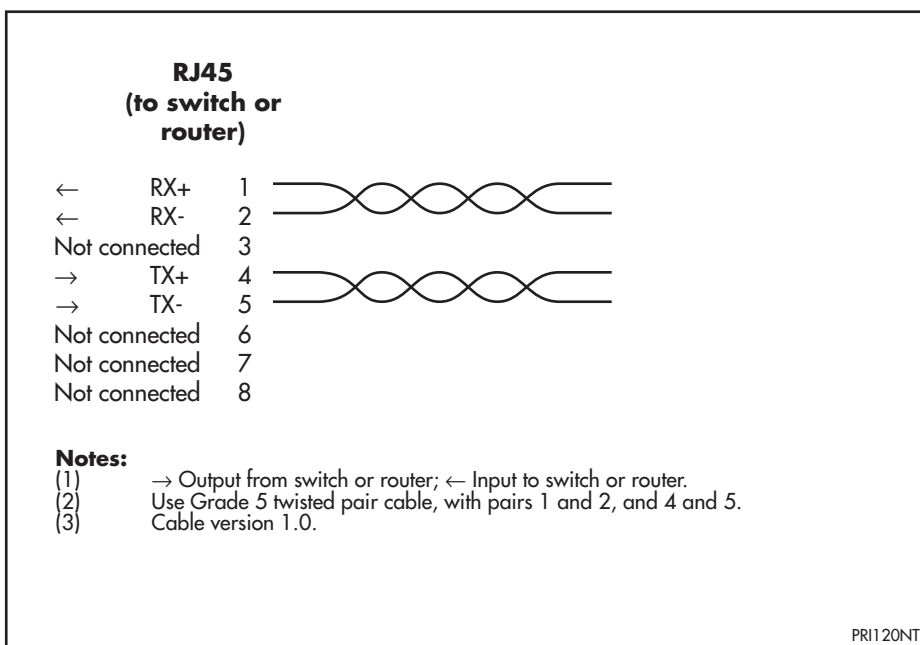 RJ45
(to switch or
router)
← RX+ 1
← RX- 2
Not connected 3
→ TX+ 4
→ TX- 5
Not connected 6
Not connected 7
Not connected 8
Notes:
(1) → Output from switch or router; ← Input to switch or router.
(2) Use Grade 5 twisted pair cable, with pairs 1 and 2, and 4 and 5.
(3) Cable version 1.0.
PRI120NT